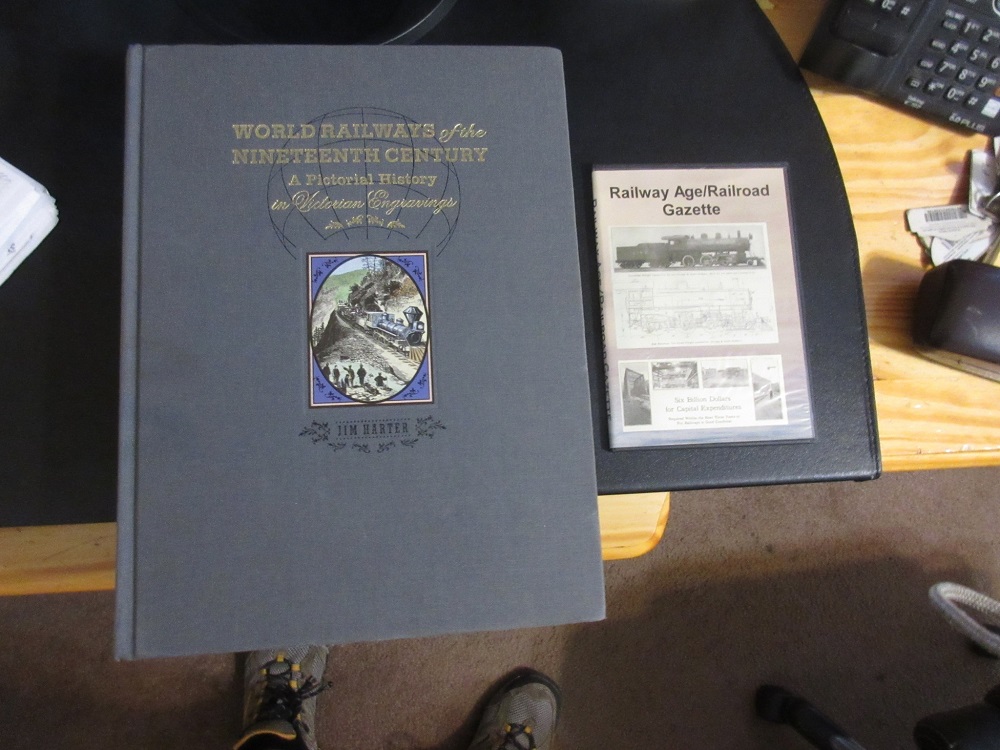 WORLD RAILWAYS of the
NINETEENTH CENTURY
A Pictorial History
in Victorian Engravings
JIM HARTER
Railway Age/Railroad
Gazette
Six Billion Dollars
for Capital Expenditures